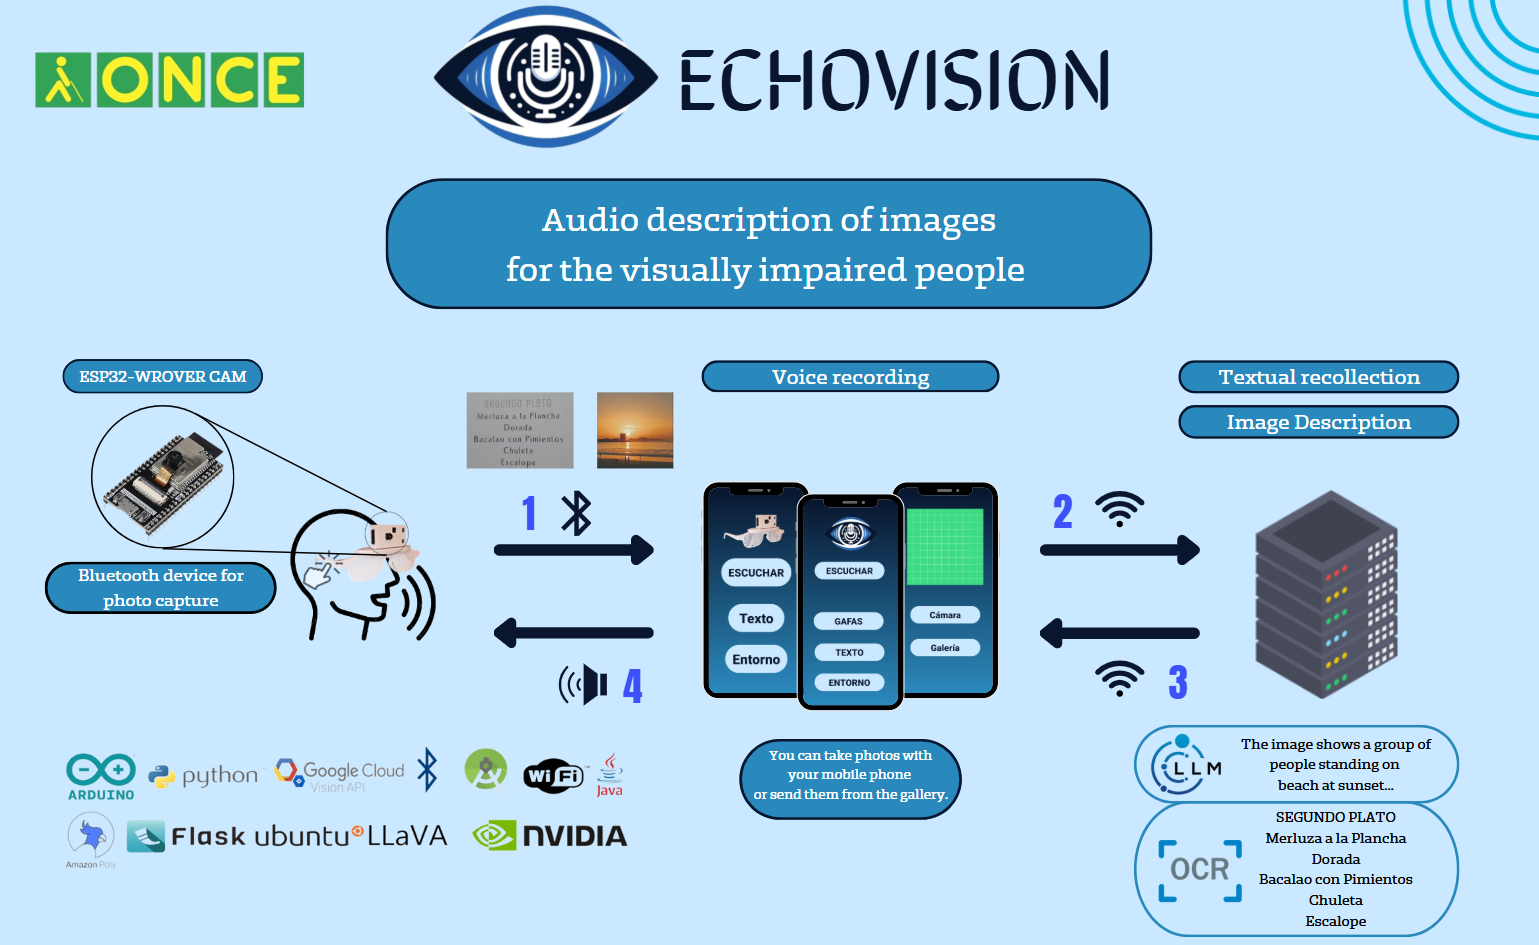 ONCE
ECHOVISION
Audio description of images
for the visually impaired people
ESP32-WROVER CAM
Bluetooth device for
photo capture
SEGUNDO PLATO
Merluza a la Plancha
Dorada
Bacalao con Pimientos
Chuleta
Escalope
1
4
Voice recording
ESCUCHAR
Texto
Entorno
ESCUCHAR
GAFAS
TEXTO
ENTORNO
Cámara
Galería
You can take photos with
your mobile phone
or send them from the gallery.
2
3
Textual recollection
Image Description
LLM
The image shows a group of
people standing on
beach at sunset...
OCR
SEGUNDO PLATO
Merluza a la Plancha
Dorada
Bacalao con Pimientos
Chuleta
Escalope
ARDUINO
python
Google Cloud
Vision API
WiFi
Java
Amazon Polly
Flask
ubuntu
LLaVA
NVIDIA